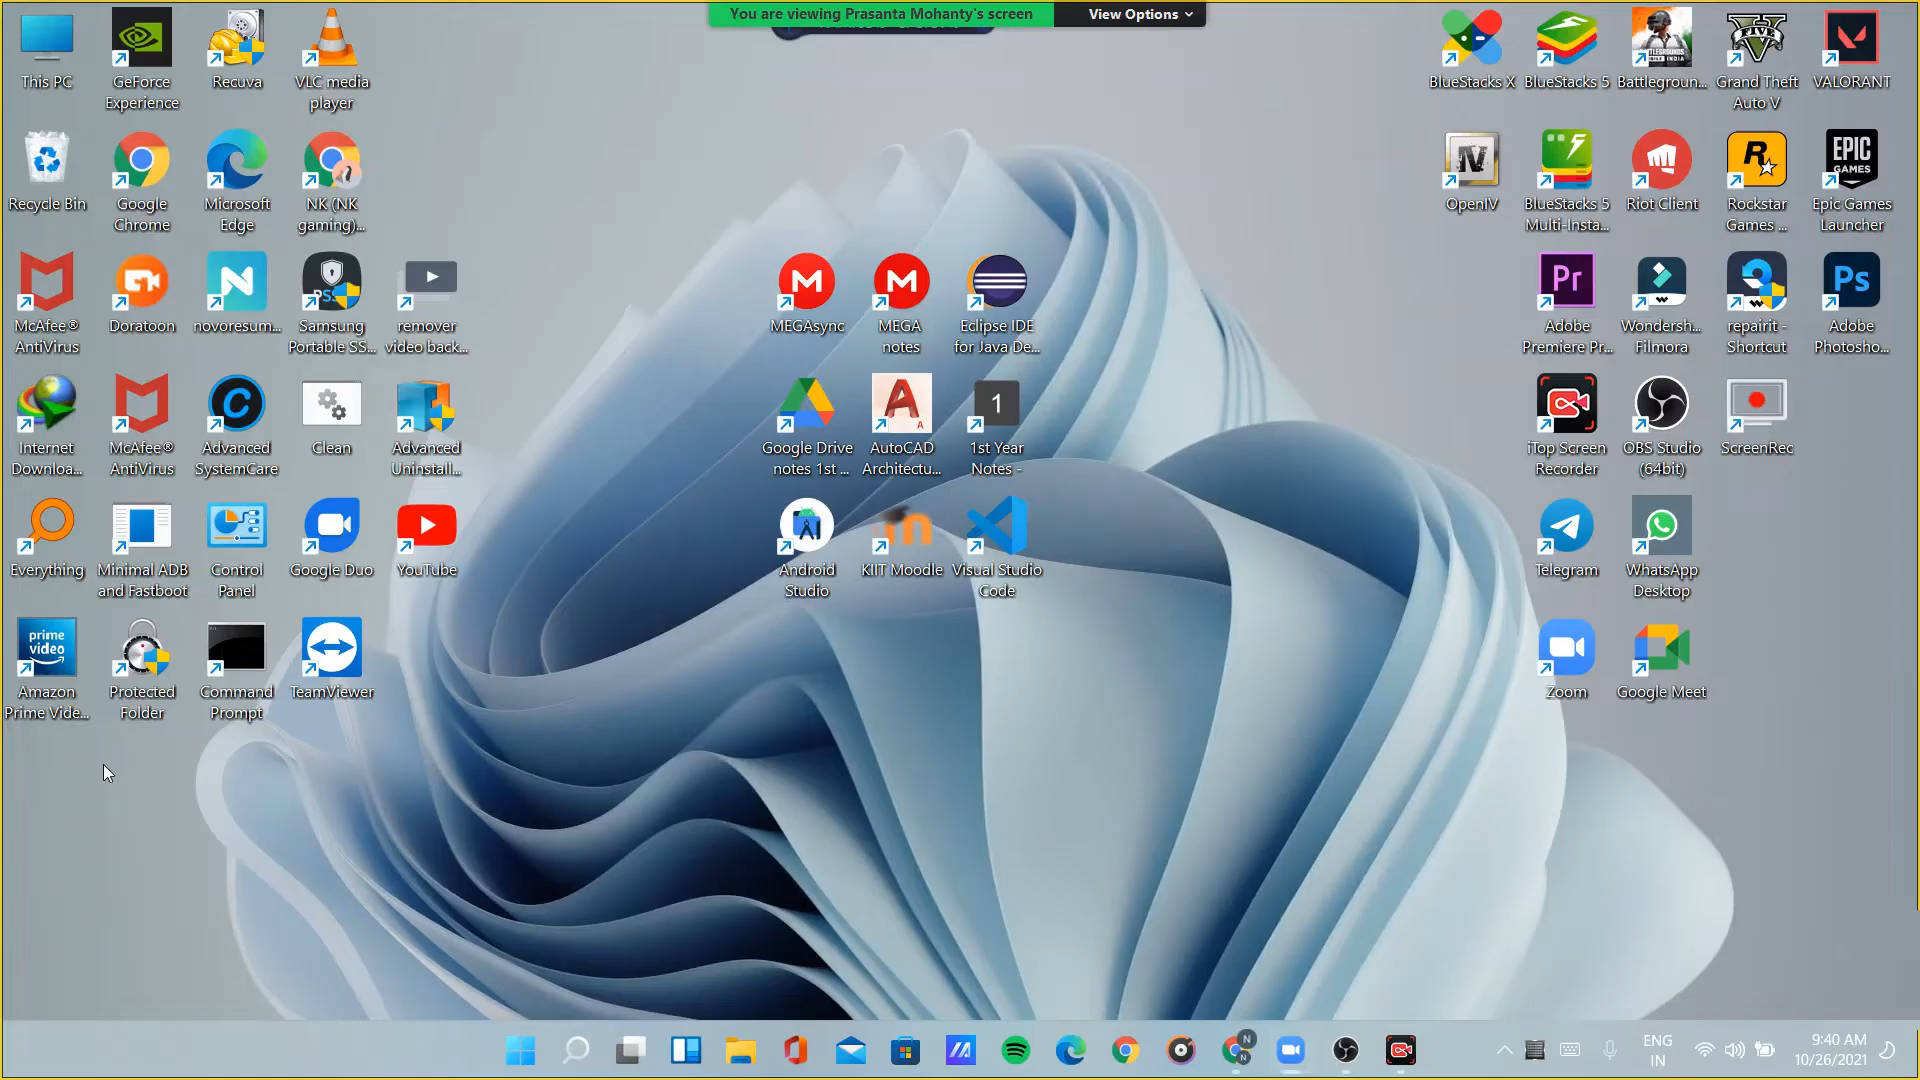 You are viewing Prasanta Mohanty's screen
View Options
This PC
GeForce
Experience
Recuva
VLC media
player
BlueStacks X
BlueStacks 5
Battlegroun...
Grand Theft
Auto V
VALORANT
Recycle Bin
Google
Chrome
Microsoft
Edge
NK (NK
gaming)...
OpenIV
BlueStacks 5
Multi-Insta...
Riot Client
Rockstar
Games ...
EPIC
GAMES
Epic Games
Launcher
McAfee®
AntiVirus
Doratoon
novoresum...
Samsung
Portable SS...
remover
video back...
MEGAsync
MEGA
notes
Eclipse IDE
for Java De...
Pr
Adobe
Premiere Pr...
Wondersh...
Filmora
repairit -
Shortcut
Ps
Adobe
Photosho...
Internet
Downloa...
McAfee®
AntiVirus
Advanced
SystemCare
Clean
Advanced
Uninstall...
Google Drive
notes 1st ...
AutoCAD
Architectu...
1
1st Year
Notes -
iTop Screen
Recorder
OBS Studio
(64bit)
ScreenRec
Everything
Minimal ADB
and Fastboot
Control
Panel
Google Duo
YouTube
Android
Studio
KIIT Moodle
Visual Studio
Code
Telegram
WhatsApp
Desktop
prime
video
Amazon
Prime Vide...
Protected
Folder
Command
Prompt
TeamViewer
Zoom
Google Meet
ENG
IN
9:40 AM
10/26/2021